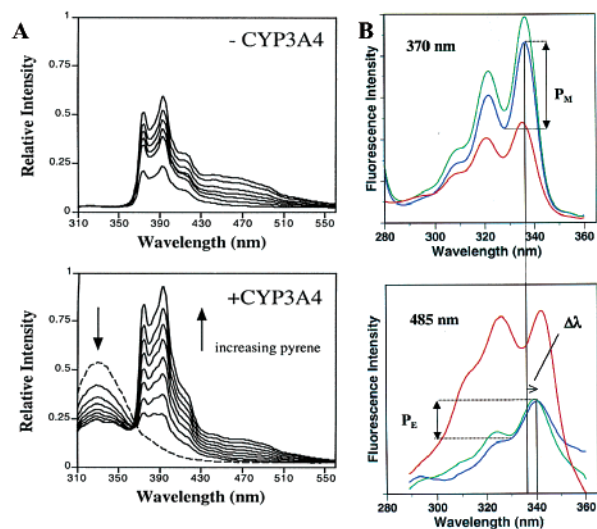 A
- CYP3A4
Relative Intensity
1
0.75
0.5
0.25
0
310 350 390 430 470 510 550
Wavelength (nm)
+CYP3A4
increasing pyrene
Relative Intensity
1
0.75
0.5
0.25
0
310 350 390 430 470 510 550
Wavelength (nm)
B
370 nm
PM
Fluorescence Intensity
280 300 320 340 360
Wavelength (nm)
485 nm
Δλ
PE
Fluorescence Intensity
280 300 320 340 360
Wavelength (nm)